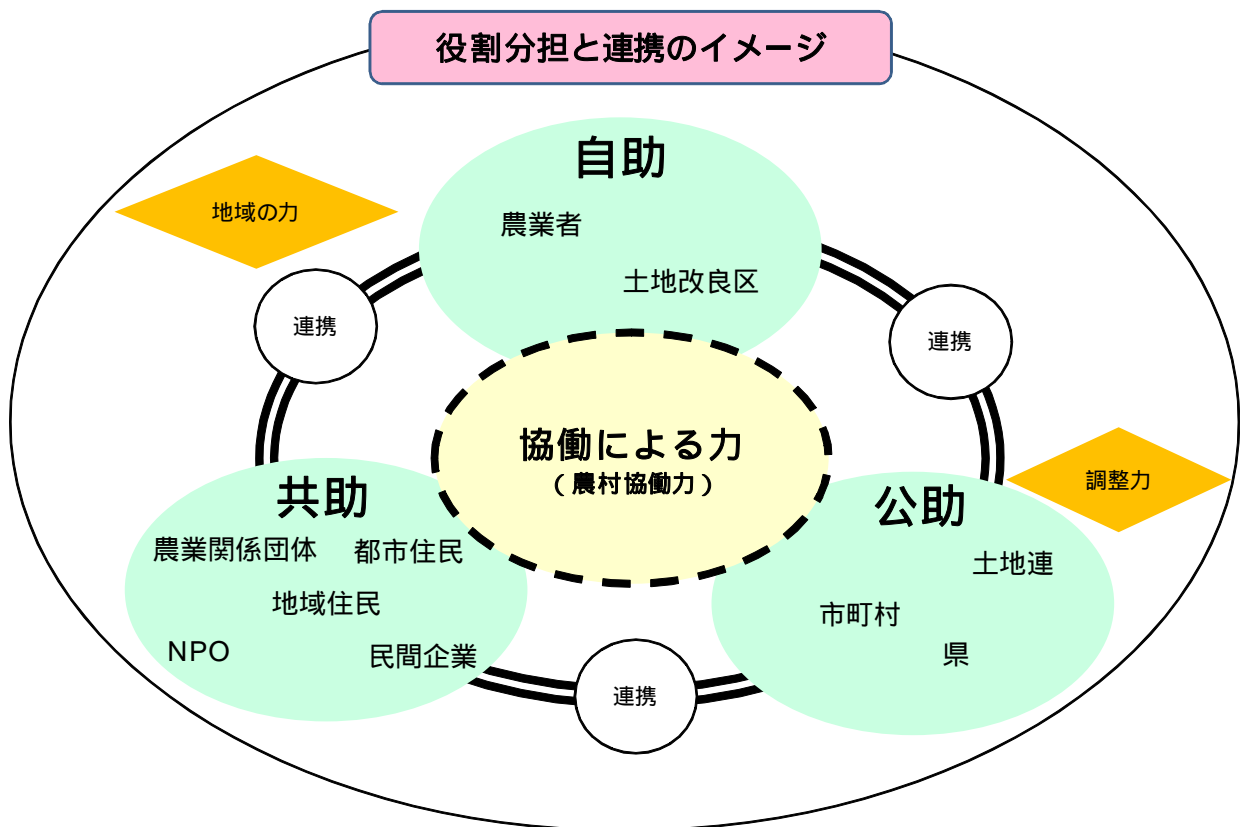 役割分担と連携のイメージ
自助
農業者
土地改良区
地域の力
連携
連携
協働による力
(農村協働力)
調整力
共助
農業関係団体 都市住民
地域住民
NPO 民間企業
公助
土地連
市町村
県
連携